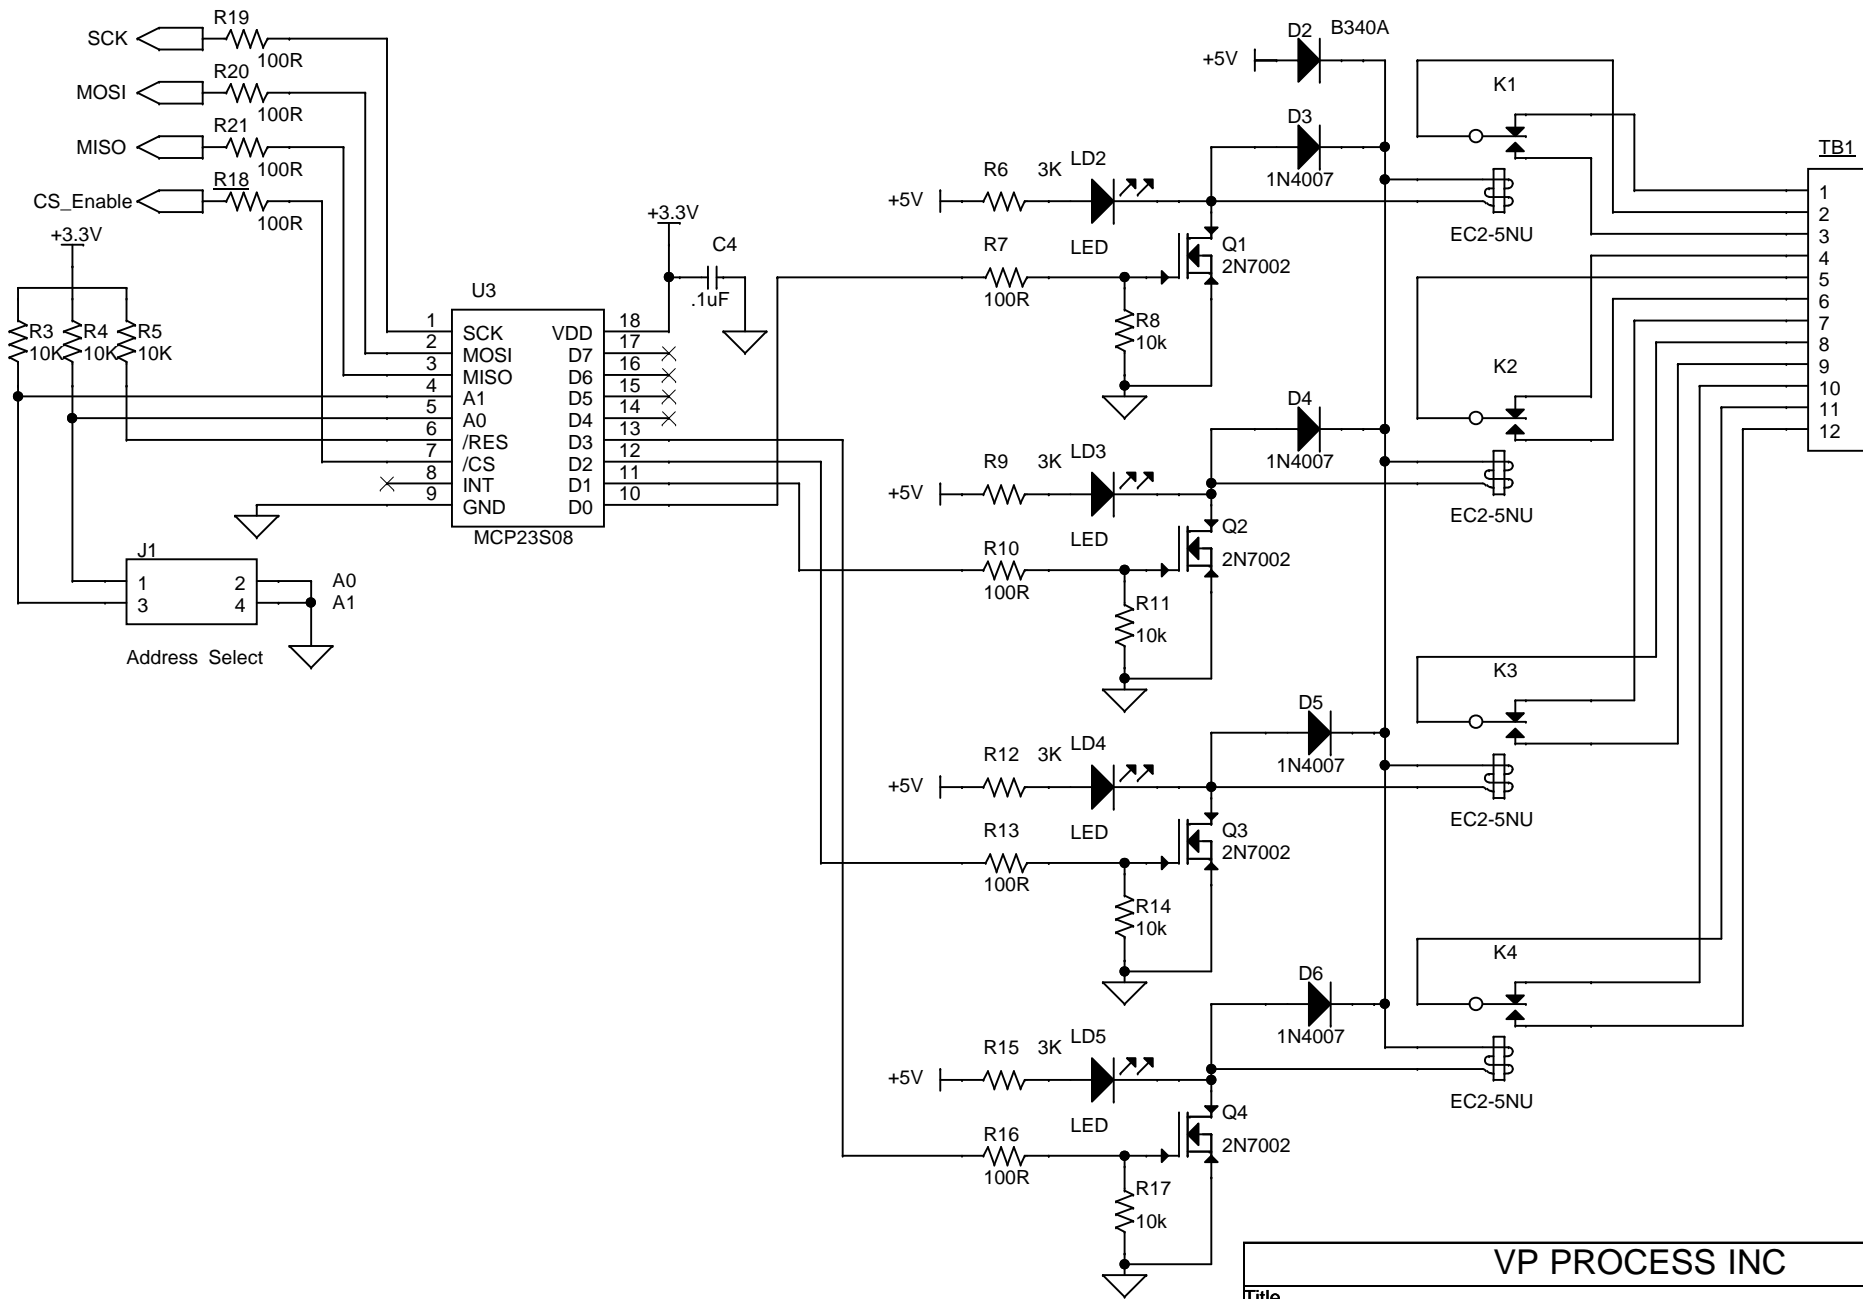 SCK
R19
100R
MOSI
R20
100R
MISO
R21
100R
CS_Enable
R18
100R
+3.3V
R3
10K
R4
10K
R5
10K
U3
1 SCK VDD 18
2 MOSI D7 17
3 MISO D6 16
4 A1 D5 15
5 A0 D4 14
6 /RES D3 13
7 /CS D2 12
8 INT D1 11
9 GND D0 10
MCP23S08
+3.3V
C4
.1uF
J1
1 2 A0
3 4 A1
Address Select
D2 B340A
+5V
D3
1N4007
R6 3K LD2
+5V
LED
R7
100R
Q1
2N7002
R8
10k
K1
EC2-5NU
D4
1N4007
R9 3K LD3
+5V
LED
R10
100R
Q2
2N7002
R11
10k
K2
EC2-5NU
D5
1N4007
R12 3K LD4
+5V
LED
R13
100R
Q3
2N7002
R14
10k
K3
EC2-5NU
D6
1N4007
R15 3K LD5
+5V
LED
R16
100R
Q4
2N7002
R17
10k
K4
EC2-5NU
TB1
1
2
3
4
5
6
7
8
9
10
11
12
VP PROCESS INC
Title